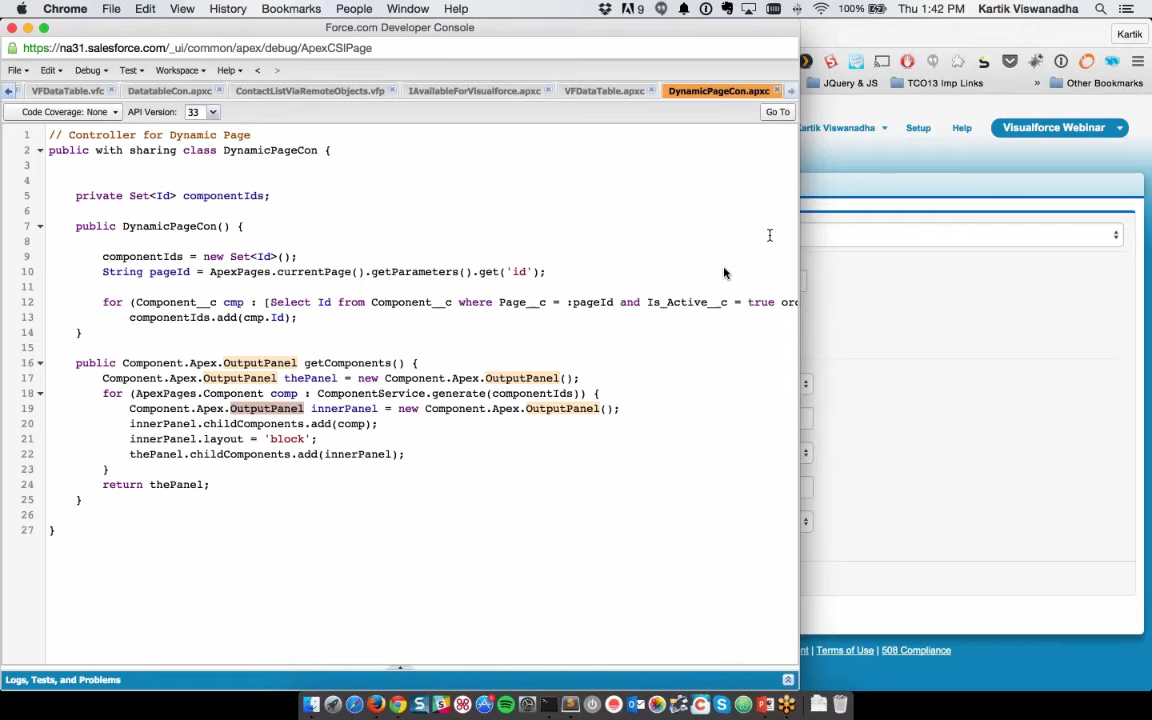 Chrome File Edit View History Bookmarks People Window Help 9 100% Thu 1:42 PM Kartik Viswanadha
Force.com Developer Console
Kartik
https://na31.salesforce.com/_ui/common/apex/debug/ApexCSIPage
File Edit Debug Test Workspace Help < >
JQuery & JS TCO13 Imp Links » Other Bookmarks
VFDataTable.vfc DatatableCon.apxc ContactListViaRemoteObjects.vfp IAvailableForVisualforce.apxc VFDataTable.apxc DynamicPageCon.apxc
Code Coverage: None API Version: 33 Go To
Kartik Viswanadha Setup Help Visualforce Webinar
1 // Controller for Dynamic Page
2 public with sharing class DynamicPageCon {
3
4
5 private Set<Id> componentIds;
6
7 public DynamicPageCon() {
8
9 componentIds = new Set<Id>();
10 String pageId = ApexPages.currentPage().getParameters().get('id');
11
12 for (Component__c cmp : [Select Id from Component__c where Page__c = :pageId and Is_Active__c = true orc
13 componentIds.add(cmp.Id);
14 }
15
16 public Component.Apex.OutputPanel getComponents() {
17 Component.Apex.OutputPanel thePanel = new Component.Apex.OutputPanel();
18 for (ApexPages.Component comp : ComponentService.generate(componentIds)) {
19 Component.Apex.OutputPanel innerPanel = new Component.Apex.OutputPanel();
20 innerPanel.childComponents.add(comp);
21 innerPanel.layout = 'block';
22 thePanel.childComponents.add(innerPanel);
23 }
24 return thePanel;
25 }
26
27 }
nt | Terms of Use | 508 Compliance
Logs, Tests, and Problems